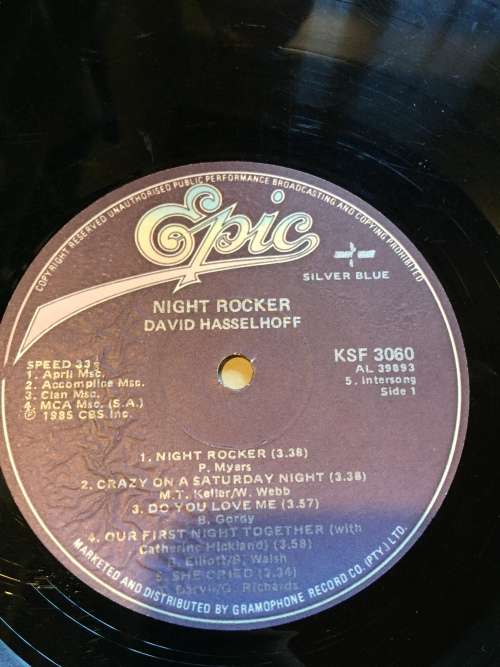 COPYRIGHT RESERVED UNAUTHORISED PUBLIC PERFORMANCE BROADCASTING AND COPYING PROHIBITED
Epic
SILVER BLUE
NIGHT ROCKER
DAVID HASSELHOFF
SPEED 33⅓
1. April Msc.
2. Accomplice Msc.
3. Clan Msc.
4. MCA Msc. (S.A.)
℗ 1985 CBS Inc.
KSF 3060
AL 39893
5. Intersong
Side 1
1. NIGHT ROCKER (3.38)
P. Myers
2. CRAZY ON A SATURDAY NIGHT (3.38)
M.T. Keller/W. Webb
3. DO YOU LOVE ME (3.57)
B. Gordy
4. OUR FIRST NIGHT TOGETHER (with
Catherine Hickland) (3.58)
Elliott/B. Walsh
5. SHE CRIED (2.34)
Daryll/G. Richards
MARKETED AND DISTRIBUTED BY GRAMOPHONE RECORD CO. (PTY.) LTD.